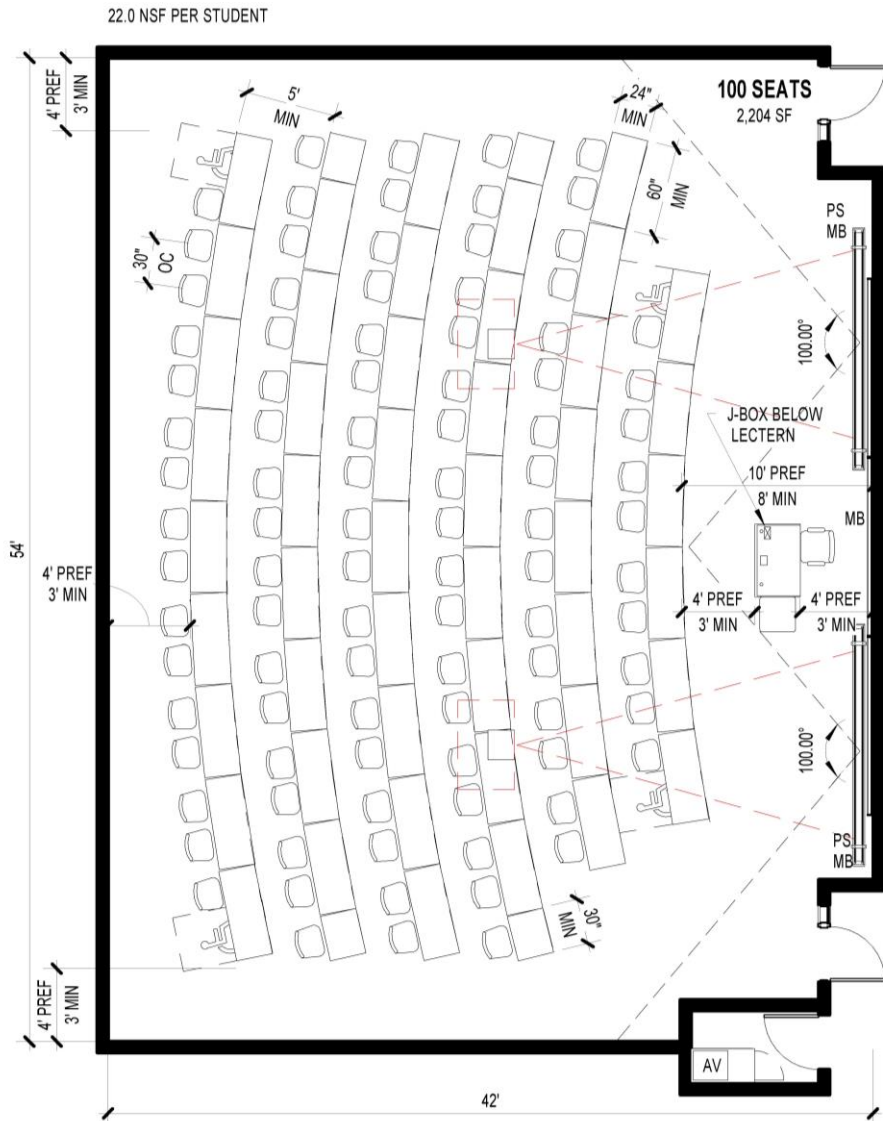 22.0 NSF PER STUDENT
4' PREF
3' MIN
5'
MIN
24"
MIN
100 SEATS
2,204 SF
60"
MIN
30"
OC
PS
MB
100.00°
J-BOX BELOW
LECTERN
10' PREF
8' MIN
MB
54'
4' PREF
3' MIN
4' PREF
3' MIN
4' PREF
3' MIN
100.00°
PS
MB
30"
MIN
4' PREF
3' MIN
AV
42'